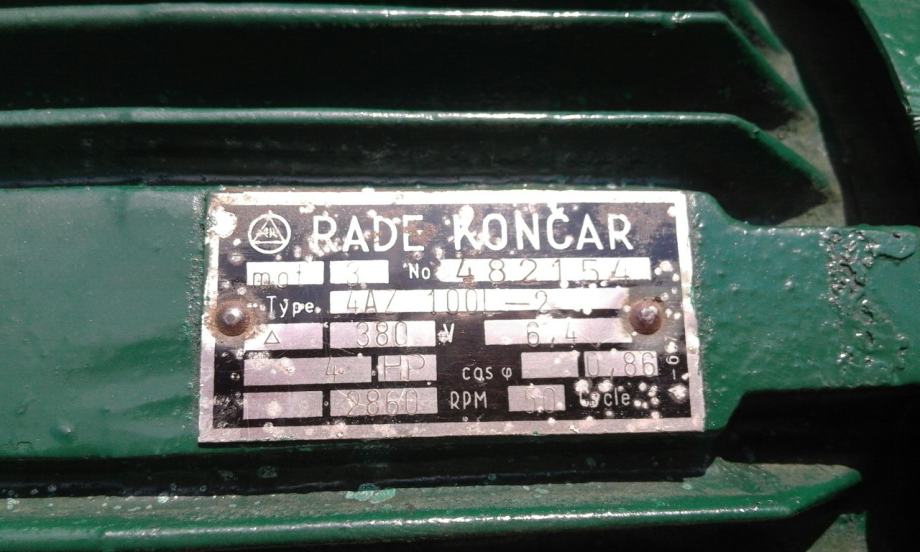 RADE KONČAR
mot 3 No 482154
Type 4AZ 100L-2
Δ 380 V 6,4
4 HP cos φ 0,86
2860 RPM 50 Cycle